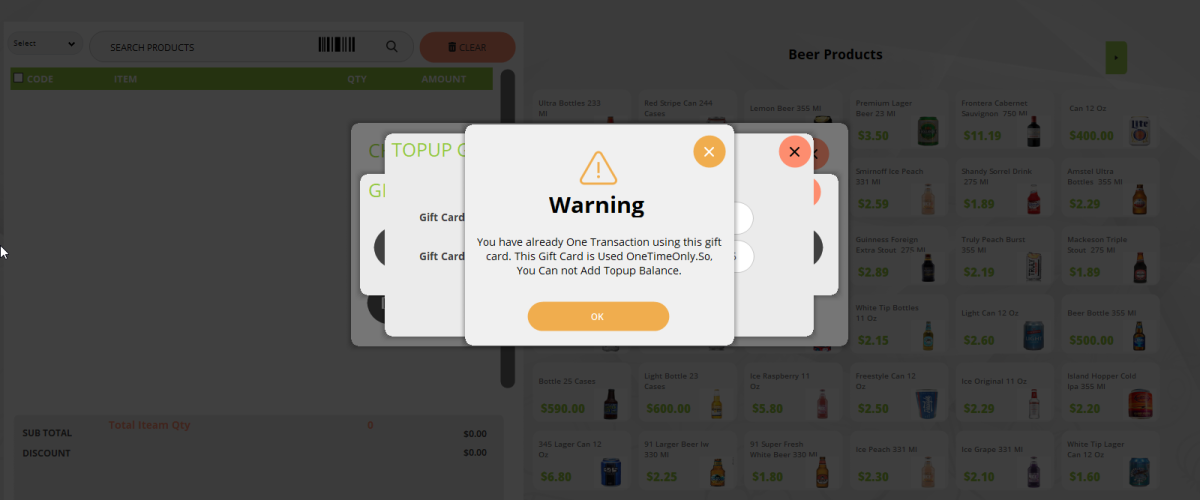 Select
SEARCH PRODUCTS
CLEAR
CODE ITEM QTY AMOUNT
Beer Products
Ultra Bottles 233
Ml
Red Stripe Can 244
Cases
Lemon Beer 355 Ml
Premium Lager
Beer 23 Ml
$3.50
Frontera Cabernet
Sauvignon 750 Ml
$11.19
Can 12 Oz
$400.00
TOPUP G
Gift Card
Gift Card
Warning
You have already One Transaction using this gift
card. This Gift Card is Used OneTimeOnly.So,
You Can not Add Topup Balance.
OK
Smirnoff Ice Peach
331 Ml
$2.59
Shandy Sorrel Drink
275 Ml
$1.89
Amstel Ultra
Bottles 355 Ml
$2.29
Guinness Foreign
Extra Stout 275 Ml
$2.89
Truly Peach Burst
355 Ml
$2.19
Mackeson Triple
Stout 275 Ml
$1.89
White Tip Bottles
11 Oz
$2.15
Light Can 12 Oz
$2.60
Beer Bottle 355 Ml
$500.00
Bottle 25 Cases
$590.00
Light Bottle 23
Cases
$600.00
Ice Raspberry 11
Oz
$5.80
Freestyle Can 12
Oz
$2.50
Ice Original 11 Oz
$2.29
Island Hopper Cold
Ipa 355 Ml
$2.20
345 Lager Can 12
Oz
$6.80
91 Larger Beer Iw
330 Ml
$2.25
91 Super Fresh
White Beer 330 Ml
$1.80
Ice Peach 331 Ml
$2.30
Ice Grape 331 Ml
$2.10
White Tip Lager
Can 12 Oz
$1.60
Total Iteam Qty 0
SUB TOTAL $0.00
DISCOUNT $0.00